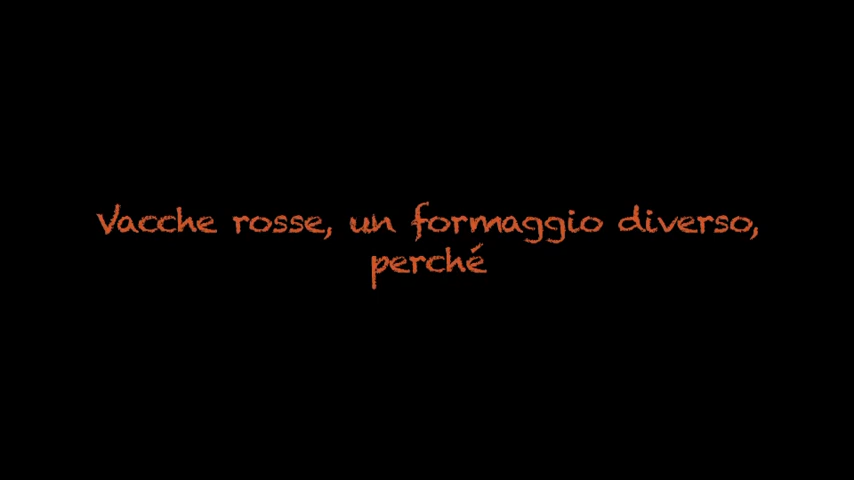 Vacche rosse, un formaggio diverso,
perché